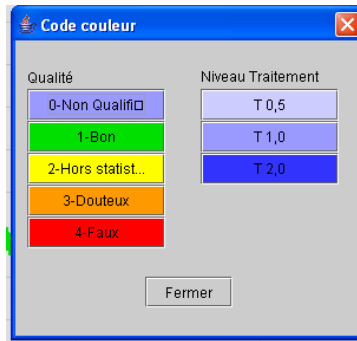 Code couleur
Qualité
0-Non Qualifi□
1-Bon
2-Hors statist...
3-Douteux
4-Faux
Niveau Traitement
T 0,5
T 1,0
T 2,0
Fermer